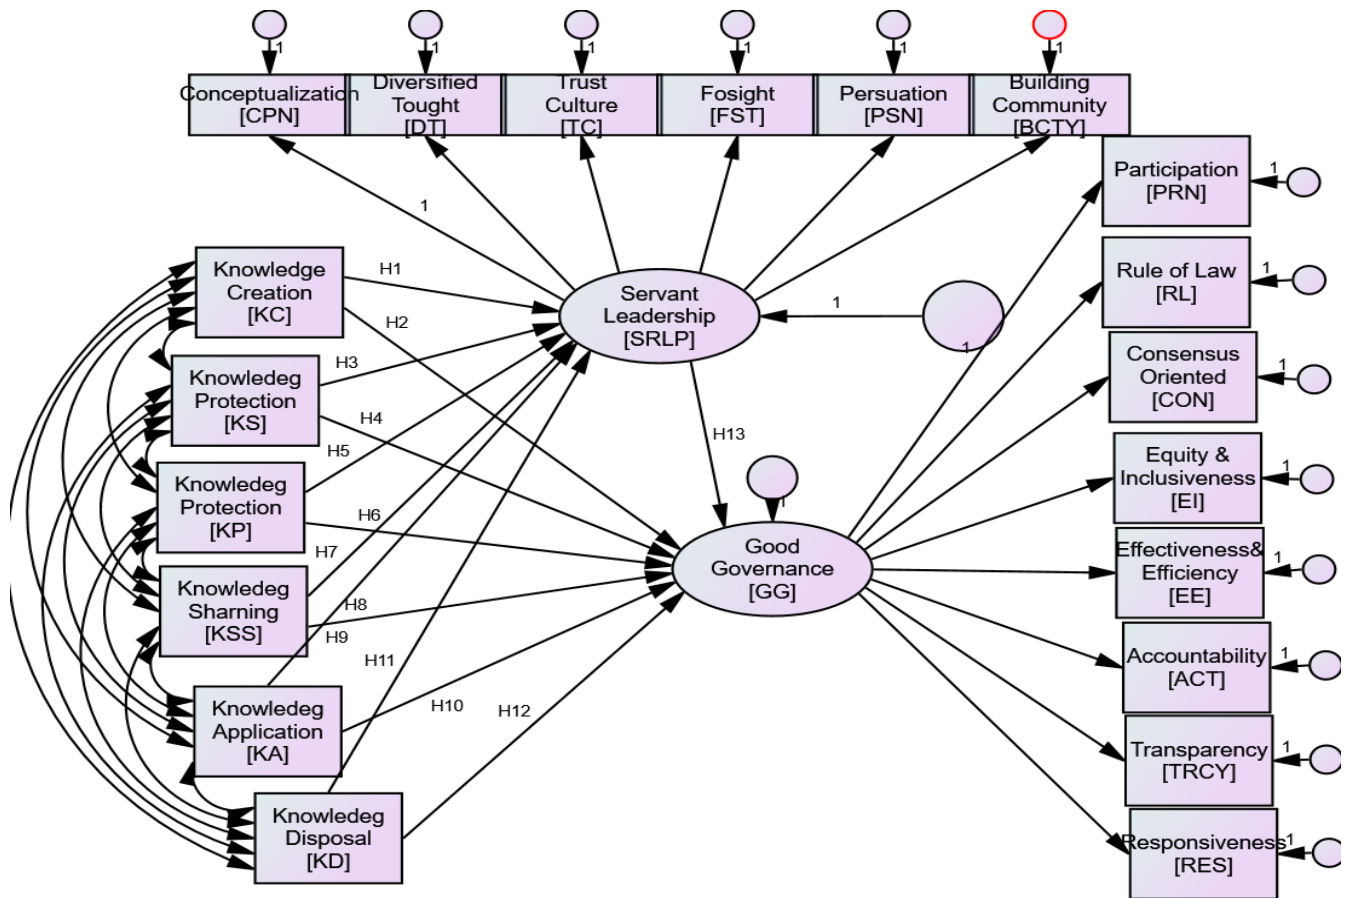 1
1
1
1
1
1
Conceptualization
[CPN]
Diversified
Tought
[DT]
Trust
Culture
[TC]
Fosight
[FST]
Persuation
[PSN]
Building
Community
[BCTY]
Participation
[PRN]
1
1
Knowledge
Creation
[KC]
H1
H2
Servant
Leadership
[SRLP]
1
1
Rule of Law
[RL]
1
Knowledeg
Protection
[KS]
H3
H4
Consensus
Oriented
[CON]
1
H5
H13
Knowledeg
Protection
[KP]
H6
1
Equity &
Inclusiveness
[EI]
1
H7
Good
Governance
[GG]
Effectiveness&
Efficiency
[EE]
1
Knowledeg
Sharning
[KSS]
H8
H9
H11
Accountability
[ACT]
1
Knowledeg
Application
[KA]
H10
H12
Transparency
[TRCY]
1
Knowledeg
Disposal
[KD]
Responsiveness
[RES]
1